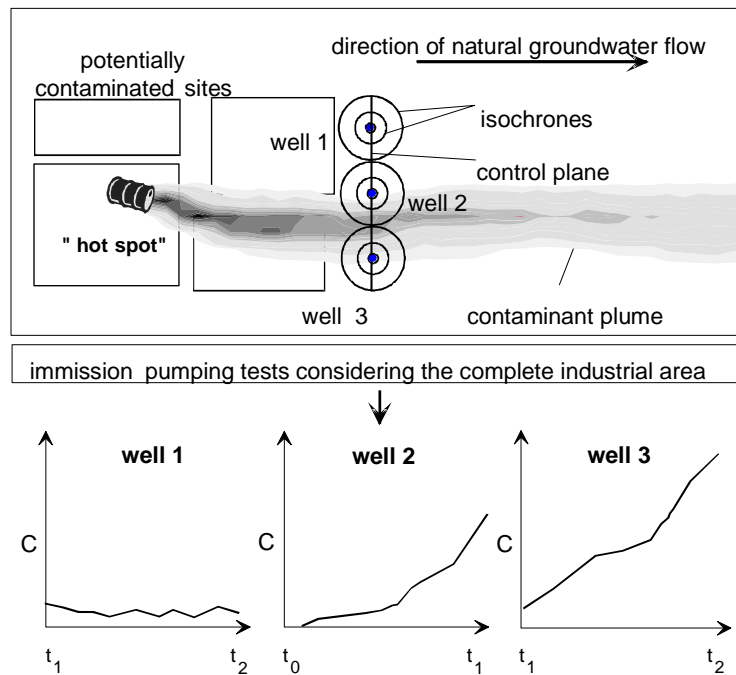 direction of natural groundwater flow
potentially
contaminated sites
isochrones
well 1
control plane
well 2
" hot spot"
well 3
contaminant plume
immission pumping tests considering the complete industrial area
well 1
well 2
well 3
C
C
C
t1
t2
t0
t1
t1
t2